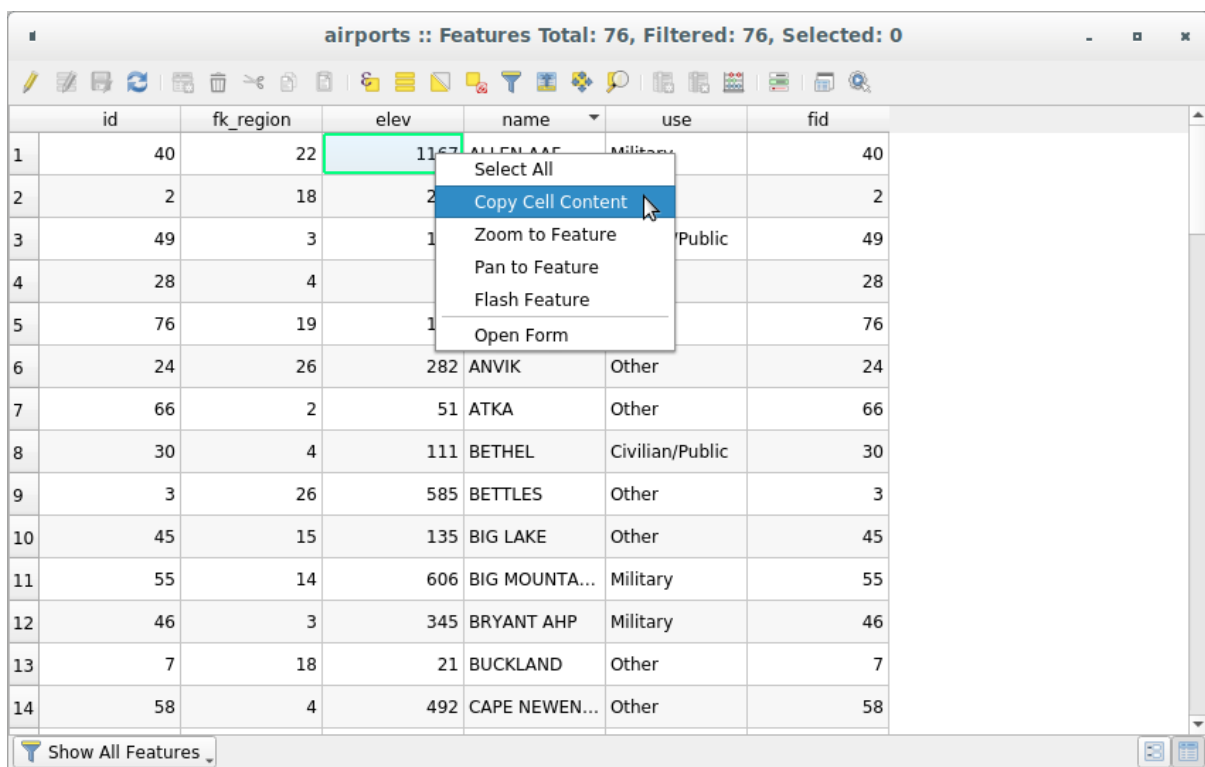 airports :: Features Total: 76, Filtered: 76, Selected: 0
id fk_region elev name use fid
1 40 22 1167 ALLEN AAF Military 40
Select All
2 2 18 2
Copy Cell Content
3 49 3 /Public 49
Zoom to Feature
4 28 4 28
Pan to Feature
Flash Feature
5 76 19 76
Open Form
6 24 26 282 ANVIK Other 24
7 66 2 51 ATKA Other 66
8 30 4 111 BETHEL Civilian/Public 30
9 3 26 585 BETTLES Other 3
10 45 15 135 BIG LAKE Other 45
11 55 14 606 BIG MOUNTA... Military 55
12 46 3 345 BRYANT AHP Military 46
13 7 18 21 BUCKLAND Other 7
14 58 4 492 CAPE NEWEN... Other 58
Show All Features